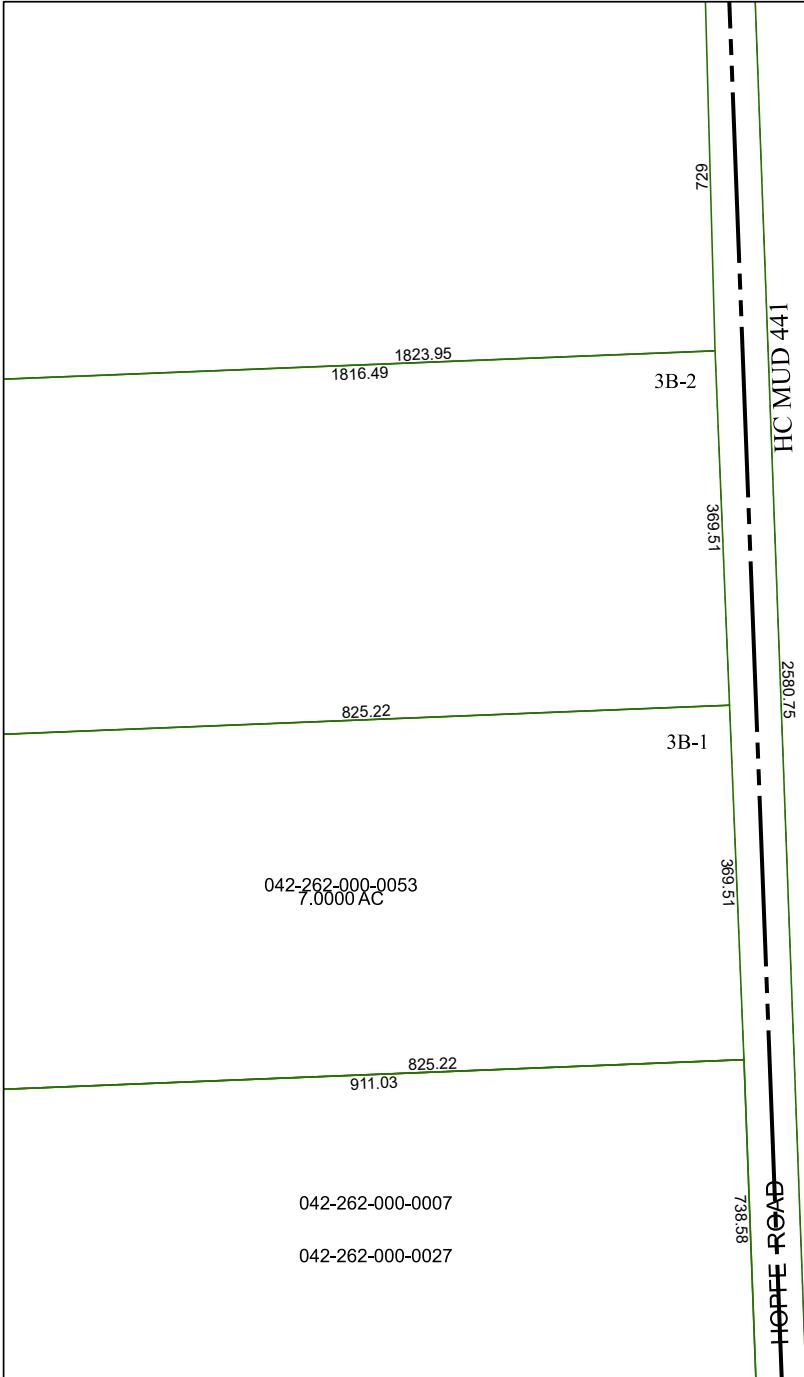 729
HC MUD 441
1823.95
1816.49
3B-2
369.51
2580.75
825.22
3B-1
369.51
042-262-000-0053
7.0000 AC
825.22
911.03
042-262-000-0007
738.58
HOPFE ROAD
042-262-000-0027